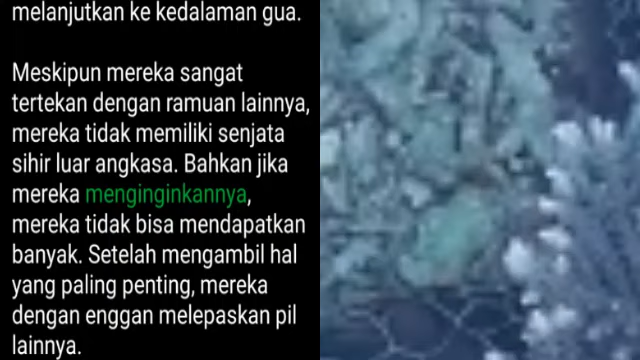 melanjutkan ke kedalaman gua.
Meskipun mereka sangat
tertekan dengan ramuan lainnya,
mereka tidak memiliki senjata
sihir luar angkasa. Bahkan jika
mereka menginginkannya,
mereka tidak bisa mendapatkan
banyak. Setelah mengambil hal
yang paling penting, mereka
dengan enggan melepaskan pil
lainnya.